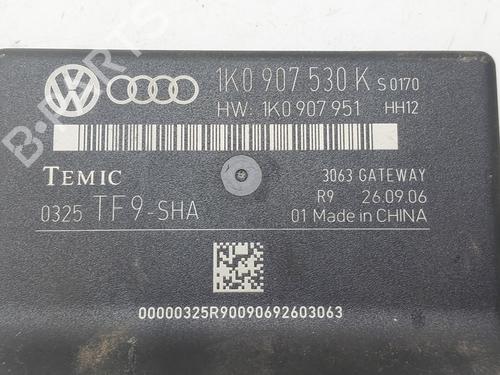 1K0 907 530 K S0170
HW: 1K0 907 951 HH12
TEMIC
3063 GATEWAY
0325 TF9-SHA
R9 26.09.06
01 Made in CHINA
00000325R90090692603063
B-PARTS